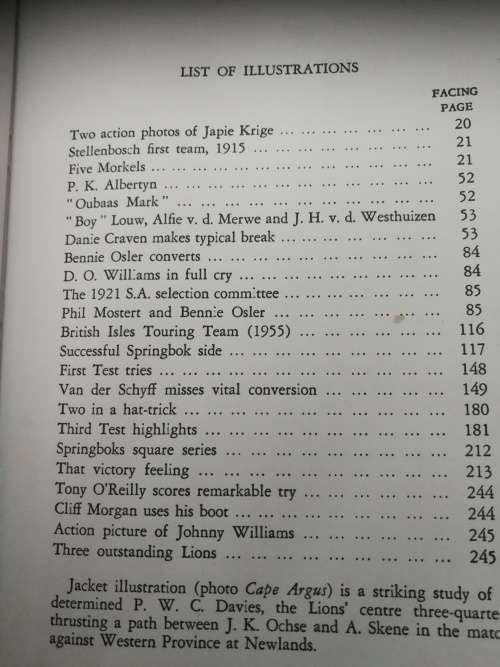 LIST OF ILLUSTRATIONS
FACING
PAGE
Two action photos of Japie Krige ... ... ... ... ... ... 20
Stellenbosch first team, 1915 ... ... ... ... ... ... ... 21
Five Morkels ... ... ... ... ... ... ... ... ... ... ... 21
P. K. Albertyn ... ... ... ... ... ... ... ... ... ... ... 52
"Oubaas Mark" ... ... ... ... ... ... ... ... ... ... 52
"Boy" Louw, Alfie v. d. Merwe and J. H. v. d. Westhuizen 53
Danie Craven makes typical break ... ... ... ... ... ... 53
Bennie Osler converts ... ... ... ... ... ... ... ... ... 84
D. O. Williams in full cry ... ... ... ... ... ... ... ... 84
The 1921 S.A. selection committee ... ... ... ... ... ... 85
Phil Mostert and Bennie Osler ... ... ... ... ... ... ... 85
British Isles Touring Team (1955) ... ... ... ... ... ... 116
Successful Springbok side ... ... ... ... ... ... ... ... 117
First Test tries ... ... ... ... ... ... ... ... ... ... ... 148
Van der Schyff misses vital conversion ... ... ... ... ... 149
Two in a hat-trick ... ... ... ... ... ... ... ... ... ... 180
Third Test highlights ... ... ... ... ... ... ... ... ... 181
Springboks square series ... ... ... ... ... ... ... ... 212
That victory feeling ... ... ... ... ... ... ... ... ... 213
Tony O'Reilly scores remarkable try ... ... ... ... ... ... 244
Cliff Morgan uses his boot ... ... ... ... ... ... ... ... 244
Action picture of Johnny Williams ... ... ... ... ... ... 245
Three outstanding Lions ... ... ... ... ... ... ... ... 245
Jacket illustration (photo Cape Argus) is a striking study of
determined P. W. C. Davies, the Lions' centre three-quarte
thrusting a path between J. K. Ochse and A. Skene in the matc
against Western Province at Newlands.